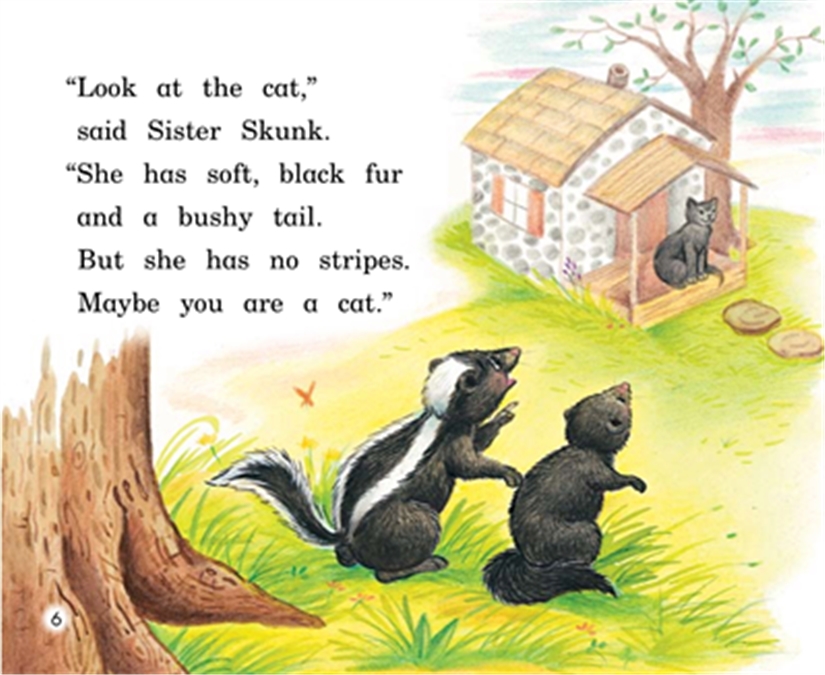 “Look at the cat,”
said Sister Skunk.
“She has soft, black fur
and a bushy tail.
But she has no stripes.
Maybe you are a cat.”
6